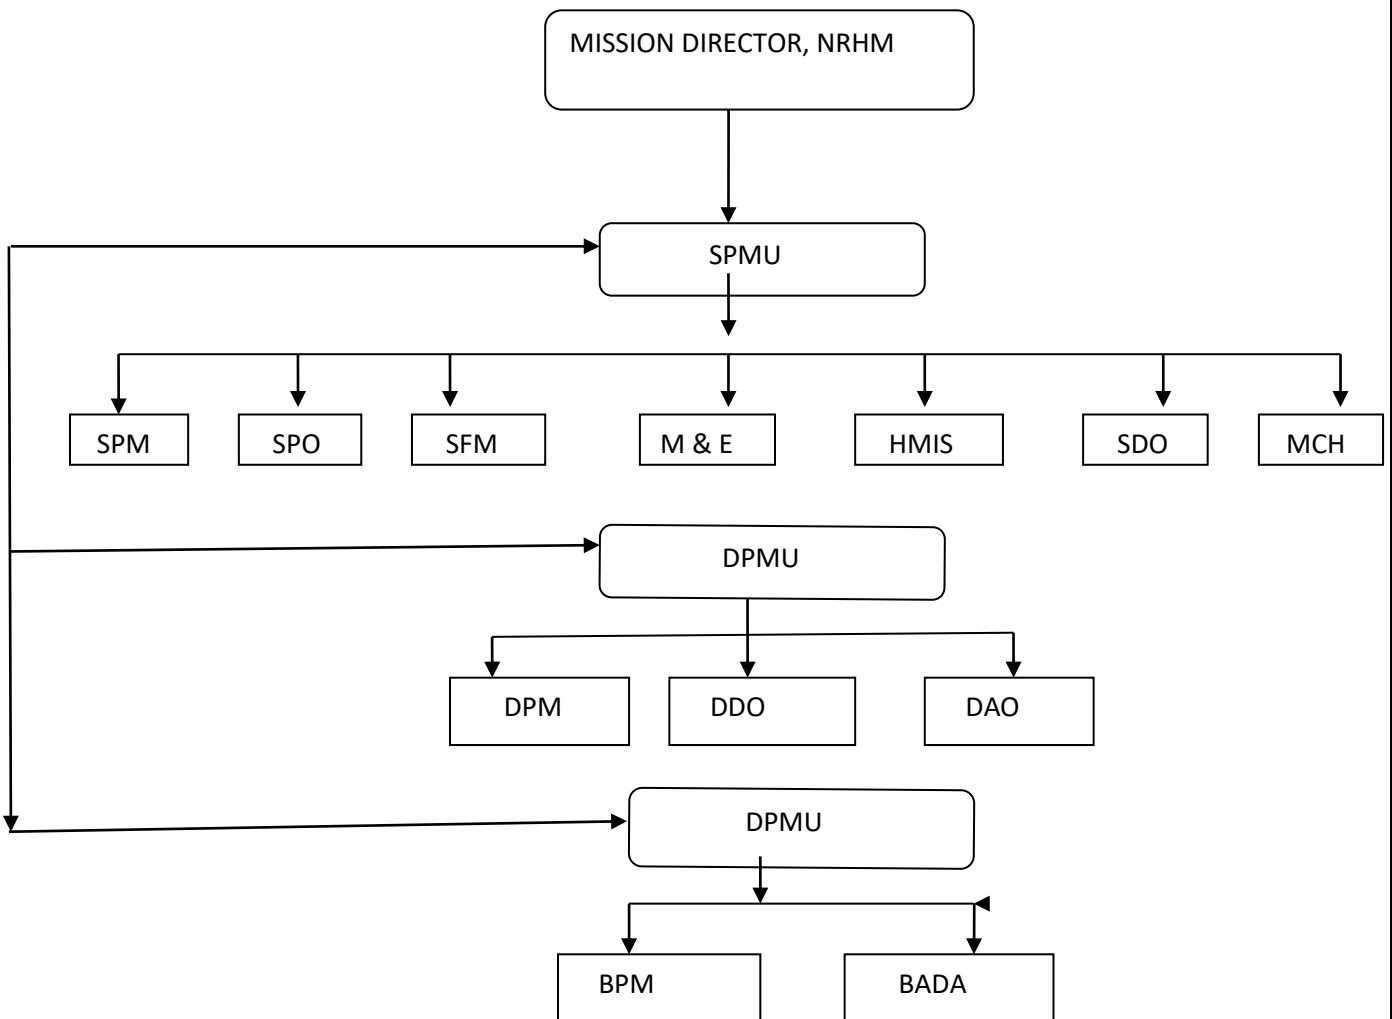 MISSION DIRECTOR, NRHM
SPMU
SPM
SPO
SFM
M & E
HMIS
SDO
MCH
DPMU
DPM
DDO
DAO
DPMU
BPM
BADA